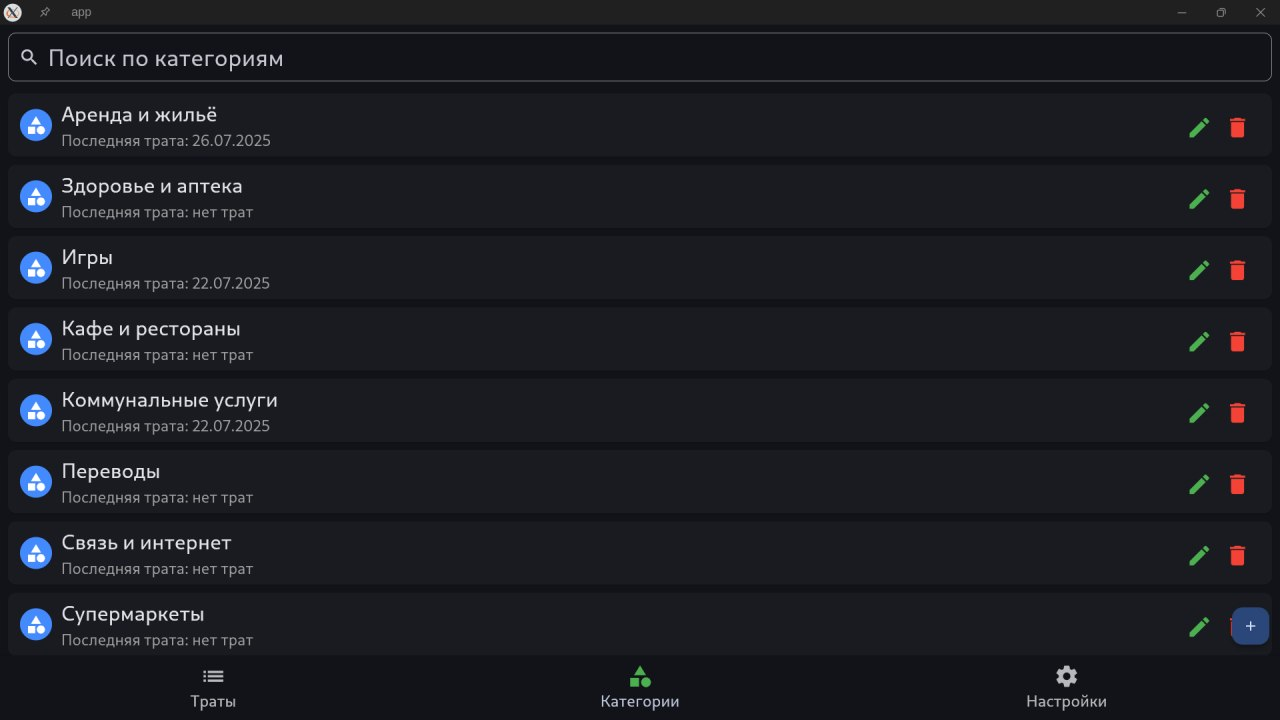 app
Поиск по категориям
Аренда и жильё
Последняя трата: 26.07.2025
Здоровье и аптека
Последняя трата: нет трат
Игры
Последняя трата: 22.07.2025
Кафе и рестораны
Последняя трата: нет трат
Коммунальные услуги
Последняя трата: 22.07.2025
Переводы
Последняя трата: нет трат
Связь и интернет
Последняя трата: нет трат
Супермаркеты
Последняя трата: нет трат
+
Траты
Категории
Настройки